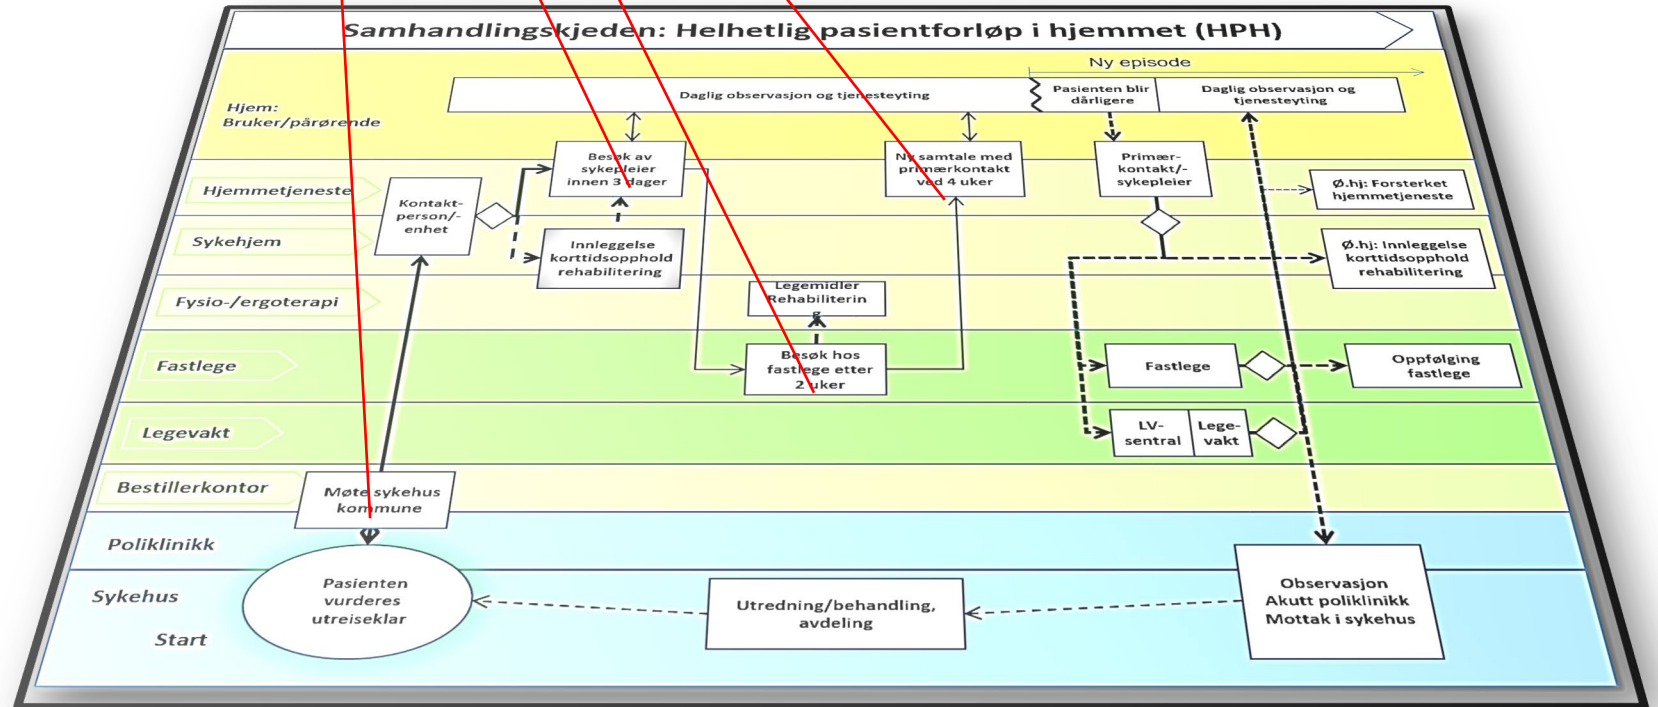 Samhandlingskjeden: Helhetlig pasientforløp i hjemmet (HPH)
Ny episode
Hjem:
Bruker/pårørende
Daglig observasjon og tjenesteyting
Pasienten blir
dårligere
Daglig observasjon og
tjenesteyting
Hjemmetjeneste
Kontakt-
person/-
enhet
Besøk av
sykepleier
innen 3 dager
Ny samtale med
primærkontakt
ved 4 uker
Primær-
kontakt/-
sykepleier
Ø.hj: Forsterket
hjemmetjeneste
Sykehjem
Innleggelse
korttidsopphold
rehabilitering
Ø.hj: Innleggelse
korttidsopphold
rehabilitering
Fysio-/ergoterapi
Legemidler
Rehabiliterin
g
Fastlege
Besøk hos
fastlege etter
2 uker
Fastlege
Oppfølging
fastlege
Legevakt
LV-
sentral
Lege-
vakt
Bestillerkontor
Møte sykehus
kommune
Poliklinikk
Sykehus
Start
Pasienten
vurderes
utreiseklar
Utredning/behandling,
avdeling
Observasjon
Akutt poliklinikk
Mottak i sykehus